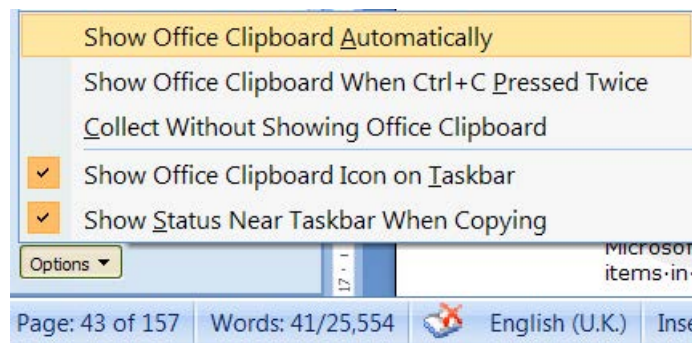 Show Office Clipboard Automatically
Show Office Clipboard When Ctrl+C Pressed Twice
Collect Without Showing Office Clipboard
Show Office Clipboard Icon on Taskbar
Show Status Near Taskbar When Copying
Options
Microsof
items·in·
17
Page: 43 of 157 Words: 41/25,554 English (U.K.) Inse